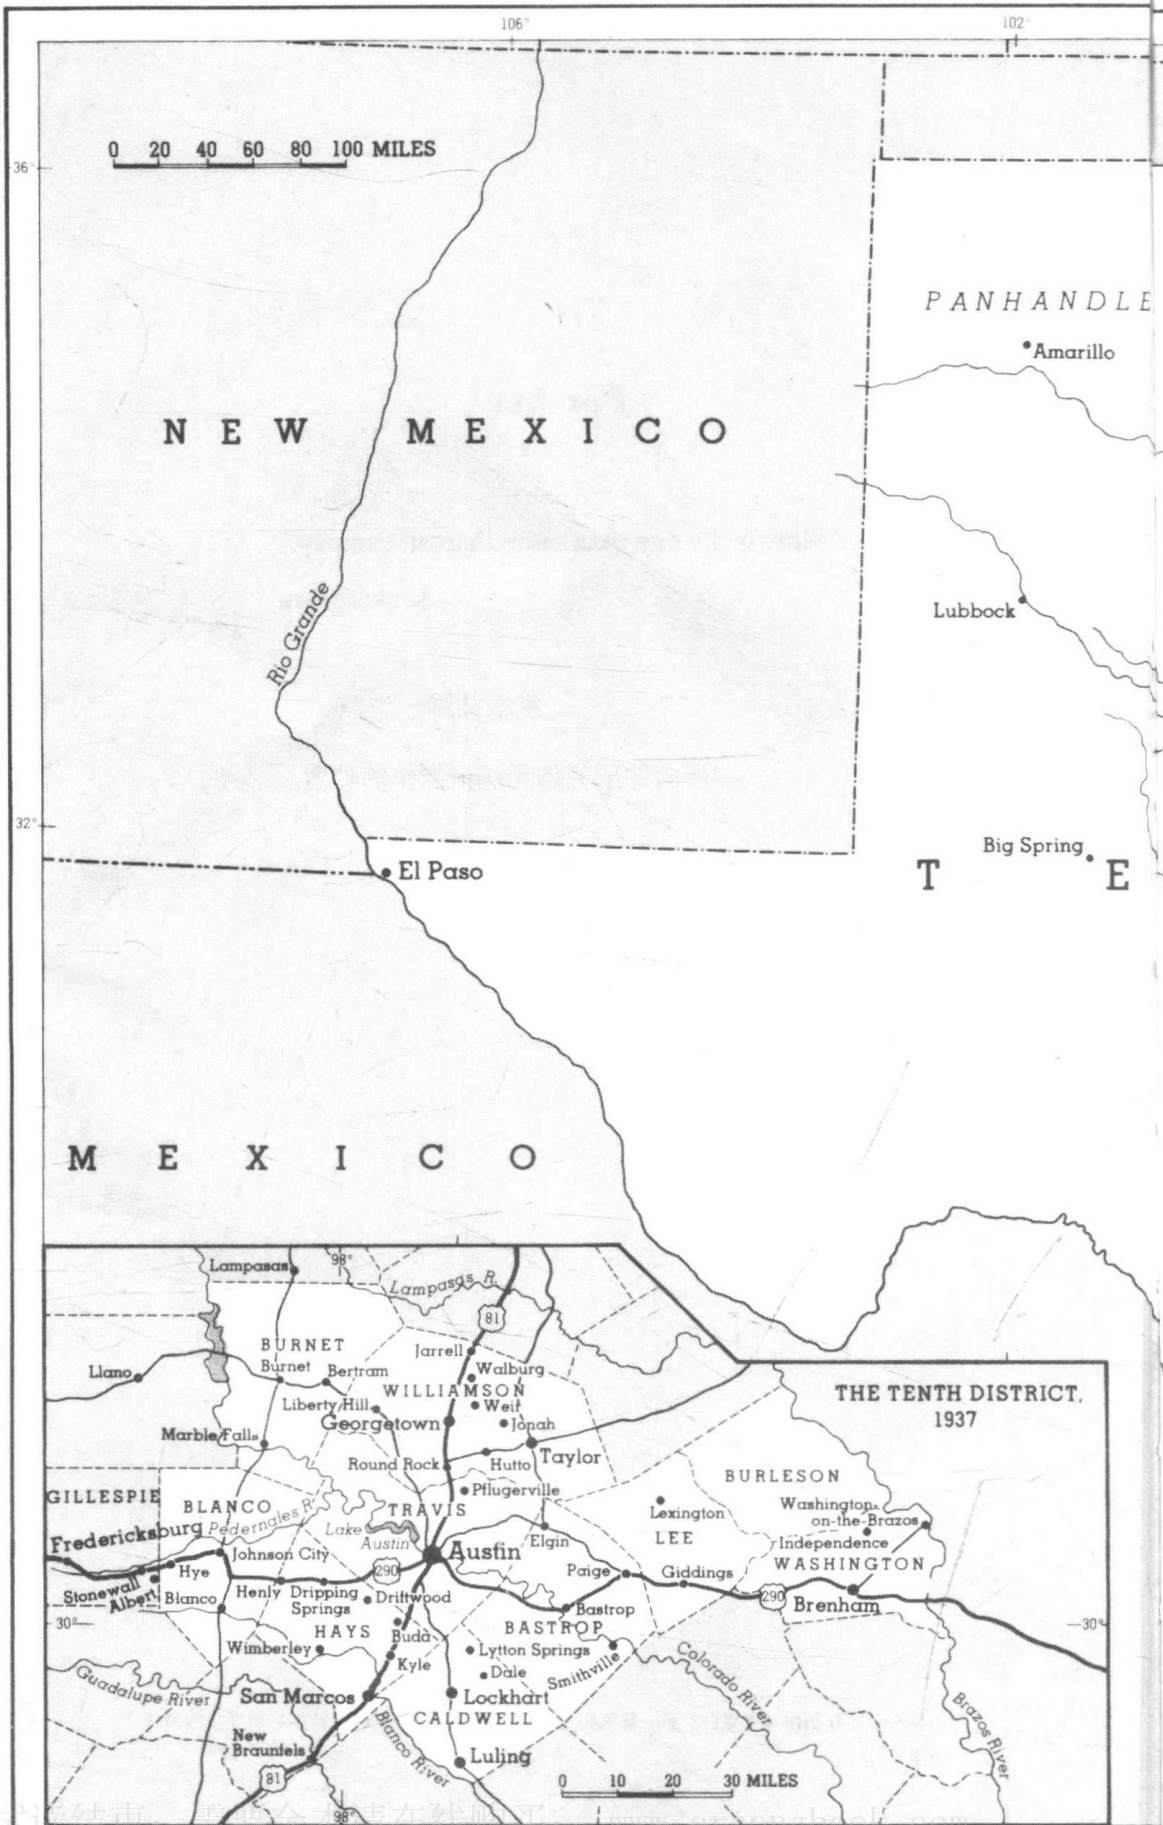 106°
102°
0 20 40 60 80 100 MILES
36°
PANHANDLE
Amarillo
NEW MEXICO
Rio Grande
Lubbock
32°
Big Spring
El Paso
T E
MEXICO
98°
Lampasas
Lampasas R.
81
BURNET
Jarrell
Llano
Burnet
Bertram
Walburg
WILLIAMSON
THE TENTH DISTRICT,
1937
Liberty Hill
Weir
Georgetown
Jonah
Marble Falls
Taylor
Round Rock
Hutto
BURLESON
GILLESPIE
BLANCO
Pflugerville
TRAVIS
Lexington
Washington-
on-the-Brazos
Pedernales R.
Fredericksburg
Lake
Austin
Elgin
LEE
Independence
Johnson City
Austin
WASHINGTON
Hye
290
Paige
Giddings
Stonewall
Albert
Henly
Dripping
Springs
Driftwood
290
Brenham
Blanco
Bastrop
30°
HAYS
Buda
BASTROP
30°
Wimberley
Kyle
Lytton Springs
Smithville
Dale
Colorado River
Guadalupe River
San Marcos
Lockhart
CALDWELL
Brazos River
New
Braunfels
Blanco River
Luling
81
0 10 20 30 MILES
98°